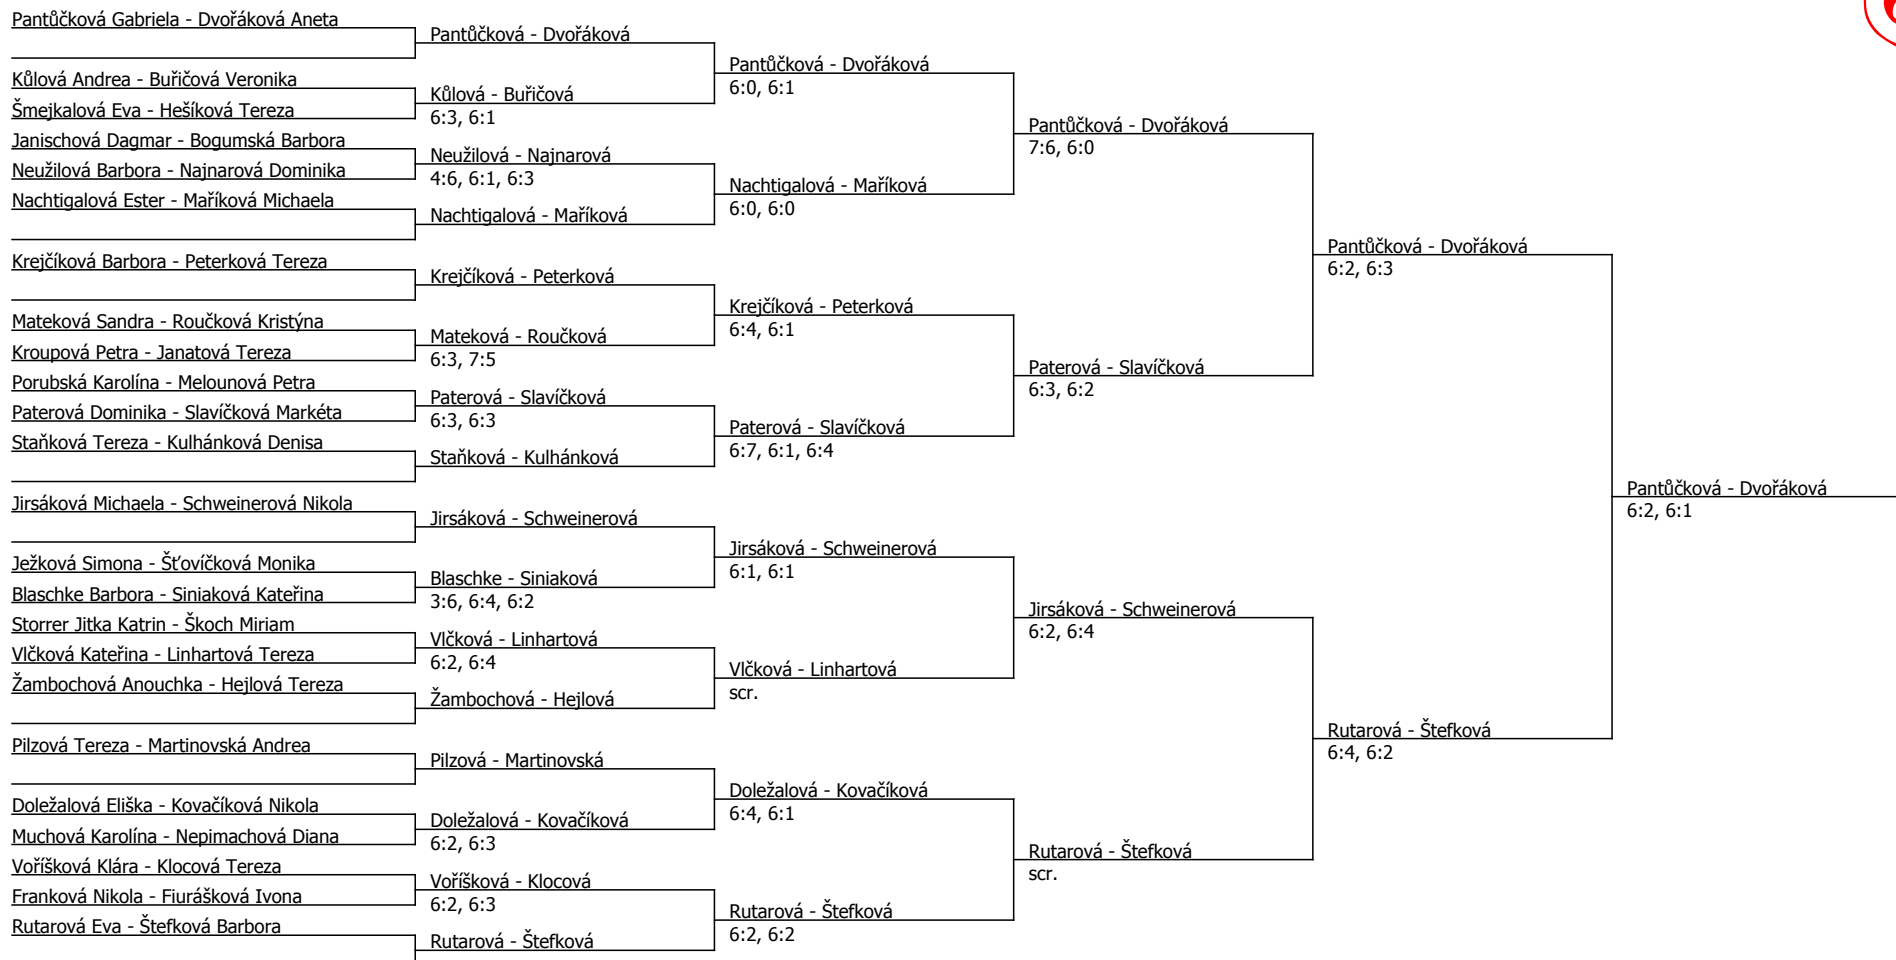 Pantůčková Gabriela - Dvořáková Aneta
Kůlová Andrea - Buřičová Veronika
Šmejkalová Eva - Hešíková Tereza
Janischová Dagmar - Bogumská Barbora
Neužilová Barbora - Najnarová Dominika
Nachtigalová Ester - Maříková Michaela
Krejčíková Barbora - Peterková Tereza
Mateková Sandra - Roučková Kristýna
Kroupová Petra - Janatová Tereza
Porubská Karolína - Melounová Petra
Paterová Dominika - Slavíčková Markéta
Staňková Tereza - Kulhánková Denisa
Jirsáková Michaela - Schweinerová Nikola
Ježková Simona - Šťovíčková Monika
Blaschke Barbora - Siniaková Kateřina
Storrer Jitka Katrin - Škoch Miriam
Vlčková Kateřina - Linhartová Tereza
Žambochová Anouchka - Hejlová Tereza
Pilzová Tereza - Martinovská Andrea
Doležalová Eliška - Kovačíková Nikola
Muchová Karolína - Nepimachová Diana
Voříšková Klára - Klocová Tereza
Franková Nikola - Fiurášková Ivona
Rutarová Eva - Štefková Barbora
Pantůčková - Dvořáková
Kůlová - Buřičová
6:3, 6:1
Neužilová - Najnarová
4:6, 6:1, 6:3
Nachtigalová - Maříková
Krejčíková - Peterková
Mateková - Roučková
6:3, 7:5
Paterová - Slavíčková
6:3, 6:3
Staňková - Kulhánková
Jirsáková - Schweinerová
Blaschke - Siniaková
3:6, 6:4, 6:2
Vlčková - Linhartová
6:2, 6:4
Žambochová - Hejlová
Pilzová - Martinovská
Doležalová - Kovačíková
6:2, 6:3
Voříšková - Klocová
6:2, 6:3
Rutarová - Štefková
Pantůčková - Dvořáková
6:0, 6:1
Nachtigalová - Maříková
6:0, 6:0
Krejčíková - Peterková
6:4, 6:1
Paterová - Slavíčková
6:7, 6:1, 6:4
Jirsáková - Schweinerová
6:1, 6:1
Vlčková - Linhartová
scr.
Doležalová - Kovačíková
6:4, 6:1
Rutarová - Štefková
6:2, 6:2
Pantůčková - Dvořáková
7:6, 6:0
Paterová - Slavíčková
6:3, 6:2
Jirsáková - Schweinerová
6:2, 6:4
Rutarová - Štefková
scr.
Pantůčková - Dvořáková
6:2, 6:3
Rutarová - Štefková
6:4, 6:2
Pantůčková - Dvořáková
6:2, 6:1